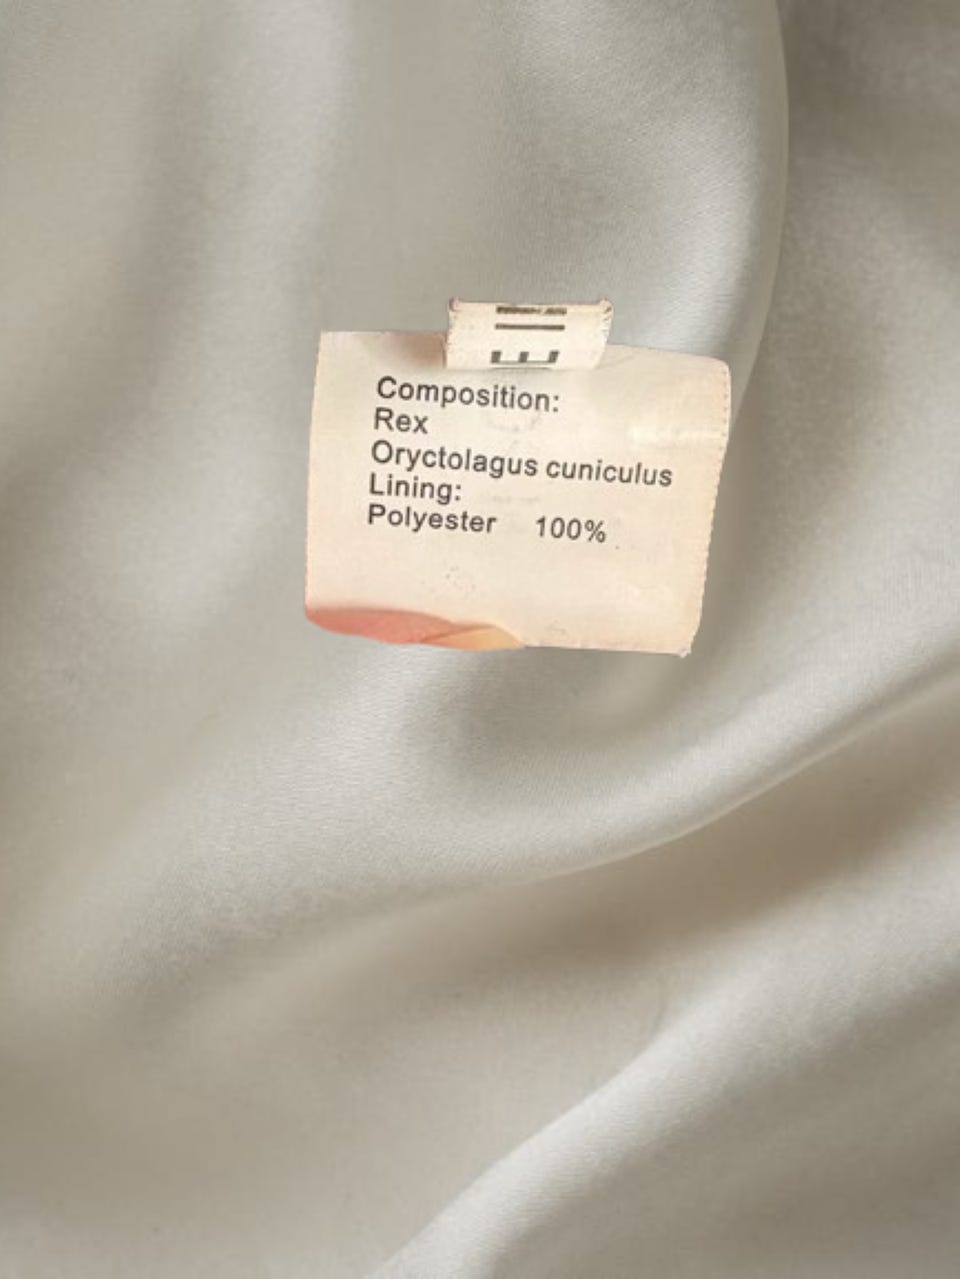 Composition:
Rex
Oryctolagus cuniculus
Lining:
Polyester 100%